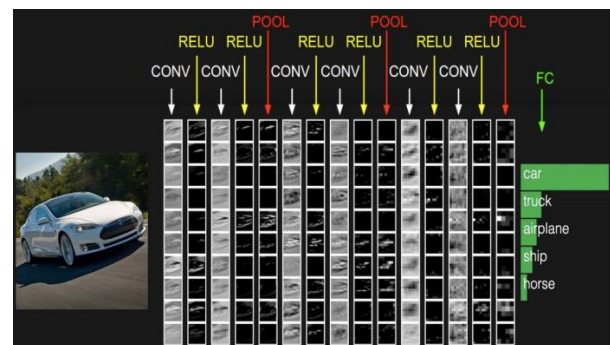 POOL POOL POOL
RELU RELU RELU RELU RELU RELU
CONV CONV CONV CONV CONV CONV
FC
car
truck
airplane
ship
horse